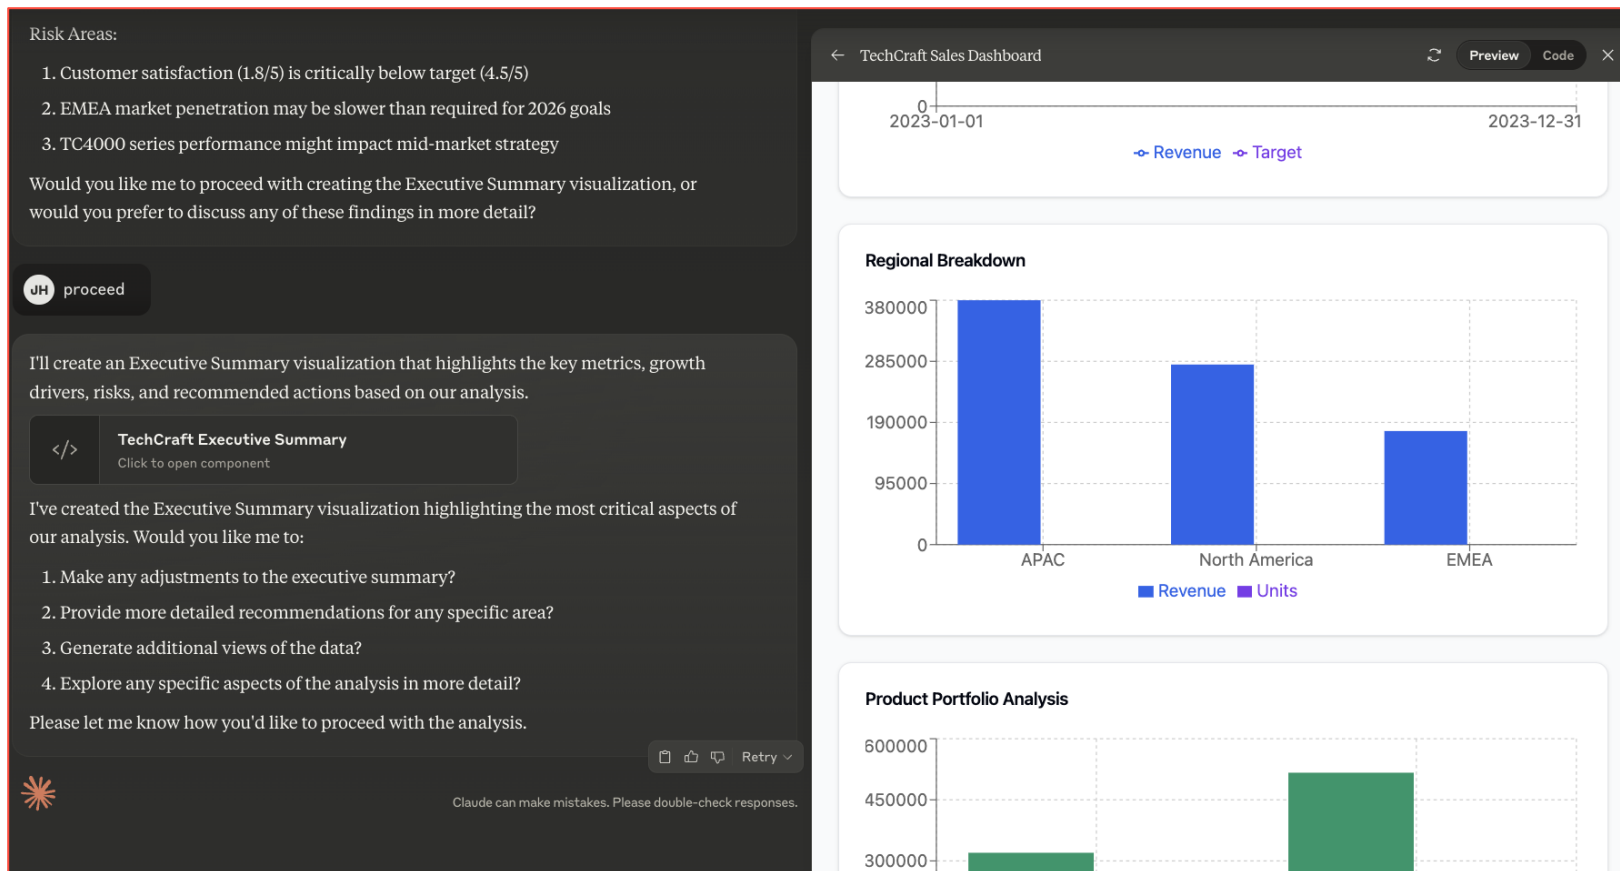 Risk Areas:
1. Customer satisfaction (1.8/5) is critically below target (4.5/5)
2. EMEA market penetration may be slower than required for 2026 goals
3. TC4000 series performance might impact mid-market strategy
Would you like me to proceed with creating the Executive Summary visualization, or
would you prefer to discuss any of these findings in more detail?
JH proceed
I'll create an Executive Summary visualization that highlights the key metrics, growth
drivers, risks, and recommended actions based on our analysis.
</>
TechCraft Executive Summary
Click to open component
I've created the Executive Summary visualization highlighting the most critical aspects of
our analysis. Would you like me to:
1. Make any adjustments to the executive summary?
2. Provide more detailed recommendations for any specific area?
3. Generate additional views of the data?
4. Explore any specific aspects of the analysis in more detail?
Please let me know how you'd like to proceed with the analysis.
Retry
Claude can make mistakes. Please double-check responses.
TechCraft Sales Dashboard
Preview Code
0
2023-01-01 2023-12-31
Revenue Target
Regional Breakdown
380000
285000
190000
95000
0
APAC North America EMEA
Revenue Units
Product Portfolio Analysis
600000
450000
300000